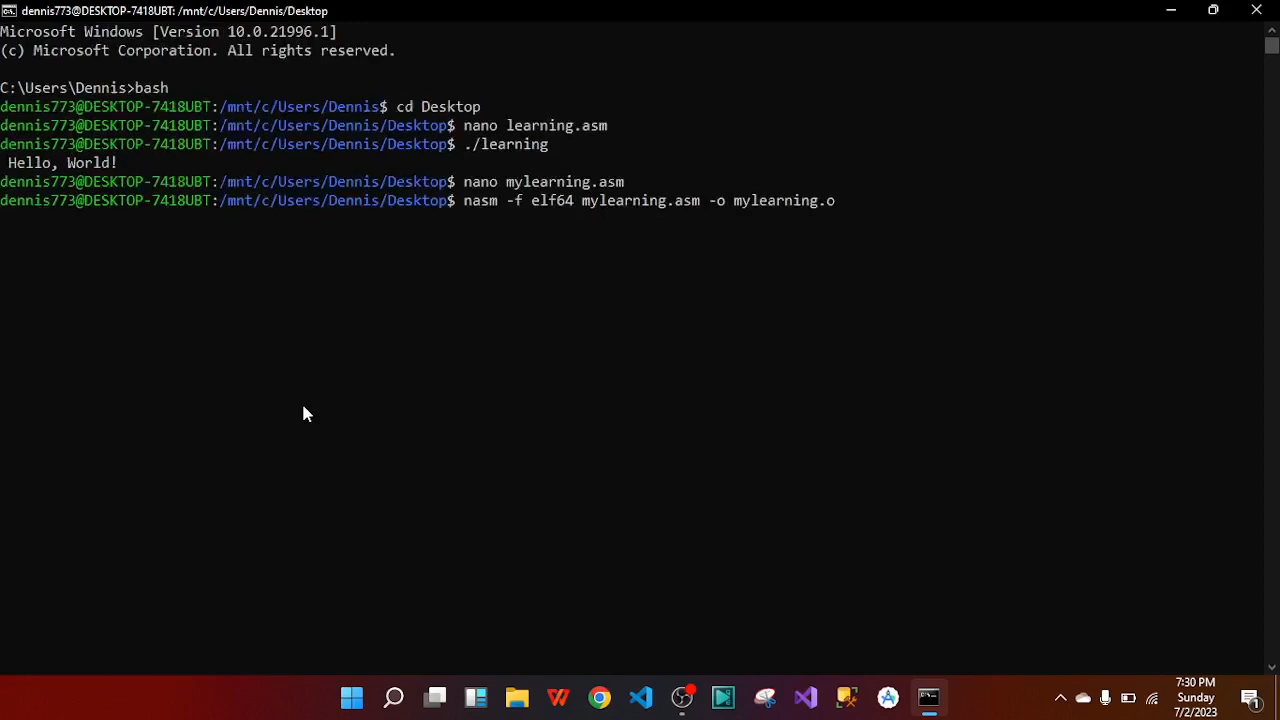 dennis773@DESKTOP-7418UBT: /mnt/c/Users/Dennis/Desktop
Microsoft Windows [Version 10.0.21996.1]
(c) Microsoft Corporation. All rights reserved.
C:\Users\Dennis>bash
dennis773@DESKTOP-7418UBT:/mnt/c/Users/Dennis$ cd Desktop
dennis773@DESKTOP-7418UBT:/mnt/c/Users/Dennis/Desktop$ nano learning.asm
dennis773@DESKTOP-7418UBT:/mnt/c/Users/Dennis/Desktop$ ./learning
Hello, World!
dennis773@DESKTOP-7418UBT:/mnt/c/Users/Dennis/Desktop$ nano mylearning.asm
dennis773@DESKTOP-7418UBT:/mnt/c/Users/Dennis/Desktop$ nasm -f elf64 mylearning.asm -o mylearning.o
7:30 PM
Sunday
7/2/2023
1